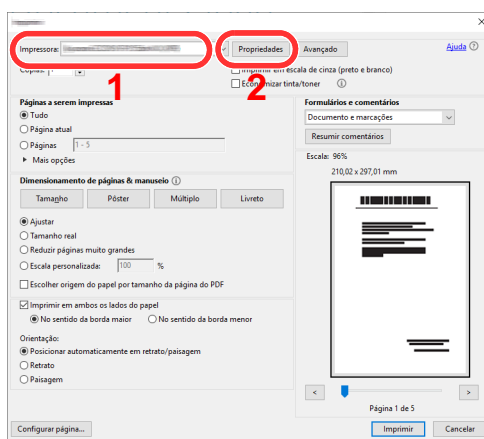 Impressora: Propriedades Avançado Ajuda
1 2
Cópias: Imprimir em escala de cinza (preto e branco)
Economizar tinta/toner
Páginas a serem impressas
Tudo
Página atual
Páginas 1 - 5
Mais opções
Formulários e comentários
Documento e marcações
Resumir comentários
Dimensionamento de páginas & manuseio
Tamanho Pôster Múltiplo Livreto
Ajustar
Tamanho real
Reduzir páginas muito grandes
Escala personalizada: 100 %
Escolher origem do papel por tamanho da página do PDF
Imprimir em ambos os lados do papel
No sentido da borda maior No sentido da borda menor
Orientação:
Posicionar automaticamente em retrato/paisagem
Retrato
Paisagem
Escala: 96%
210,02 x 297,01 mm
< >
Página 1 de 5
Configurar página... Imprimir Cancelar